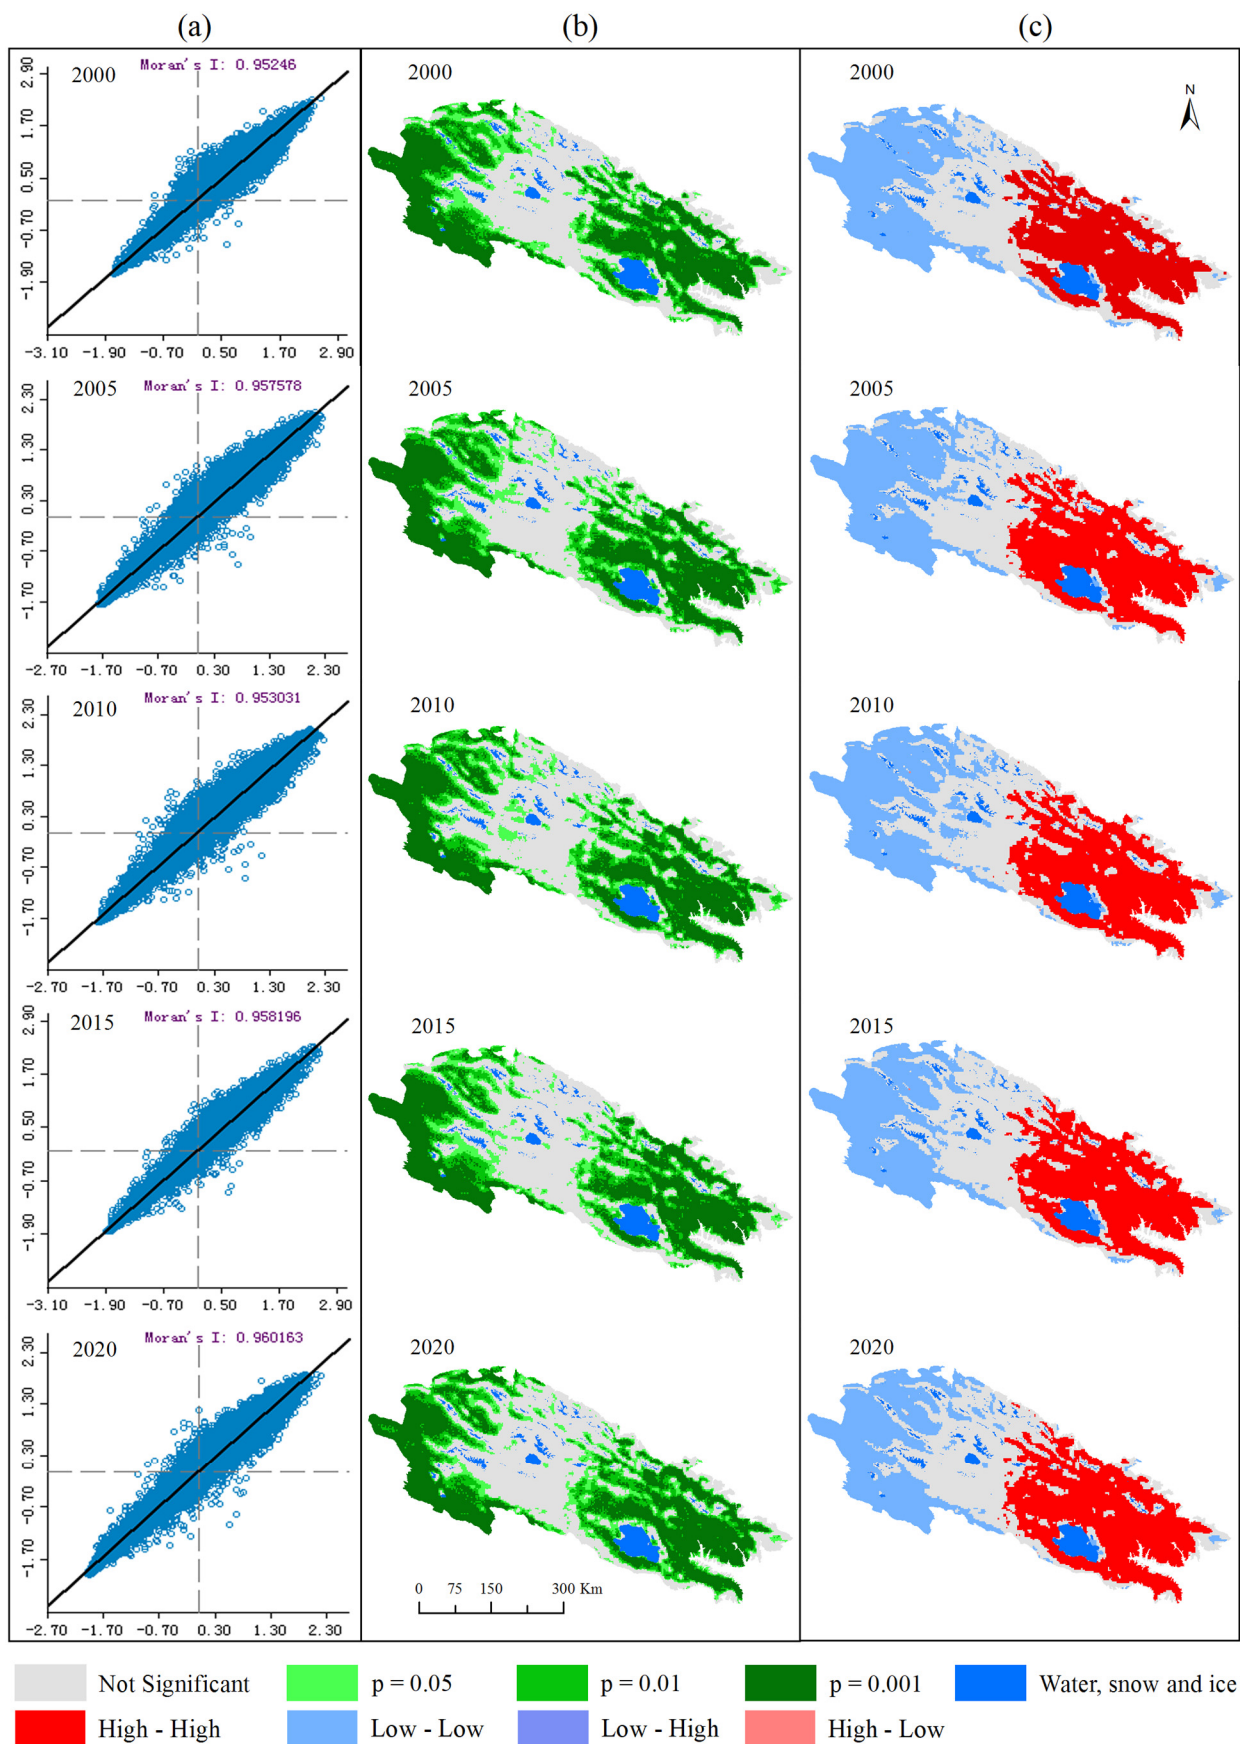 (a) (b) (c)
2000 Moran's I: 0.95246
2.90
1.70
0.50
-0.70
-1.90
-3.10 -1.90 -0.70 0.50 1.70 2.90
2000
2000
N
2005 Moran's I: 0.957578
2.30
1.30
0.30
-0.70
-1.70
-2.70 -1.70 -0.70 0.30 1.30 2.30
2005
2005
2010 Moran's I: 0.953031
2.30
1.30
0.30
-0.70
-1.70
-2.70 -1.70 -0.70 0.30 1.30 2.30
2010
2010
2015 Moran's I: 0.958196
2.90
1.70
0.50
-0.70
-1.90
-3.10 -1.90 -0.70 0.50 1.70 2.90
2015
2015
2020 Moran's I: 0.960163
2.30
1.30
0.30
-0.70
-1.70
-2.70 -1.70 -0.70 0.30 1.30 2.30
2020
0 75 150 300 Km
2020
Not Significant p = 0.05 p = 0.01 p = 0.001 Water, snow and ice
High - High Low - Low Low - High High - Low